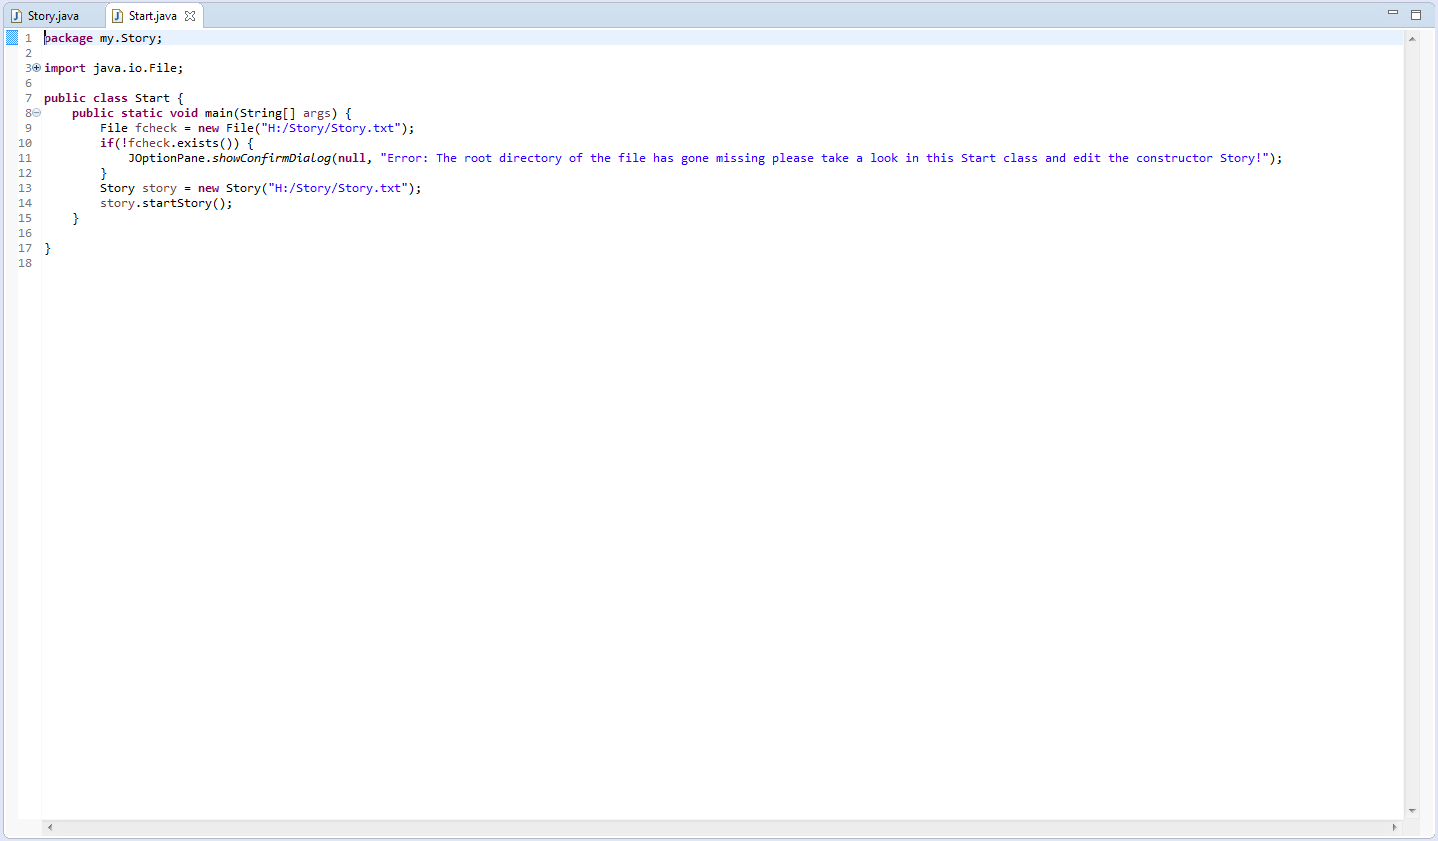 Story.java Start.java
1 package my.Story;
2
3 import java.io.File;
6
7 public class Start {
8 public static void main(String[] args) {
9 File fcheck = new File("H:/Story/Story.txt");
10 if(!fcheck.exists()) {
11 JOptionPane.showConfirmDialog(null, "Error: The root directory of the file has gone missing please take a look in this Start class and edit the constructor Story!");
12 }
13 Story story = new Story("H:/Story/Story.txt");
14 story.startStory();
15 }
16
17 }
18